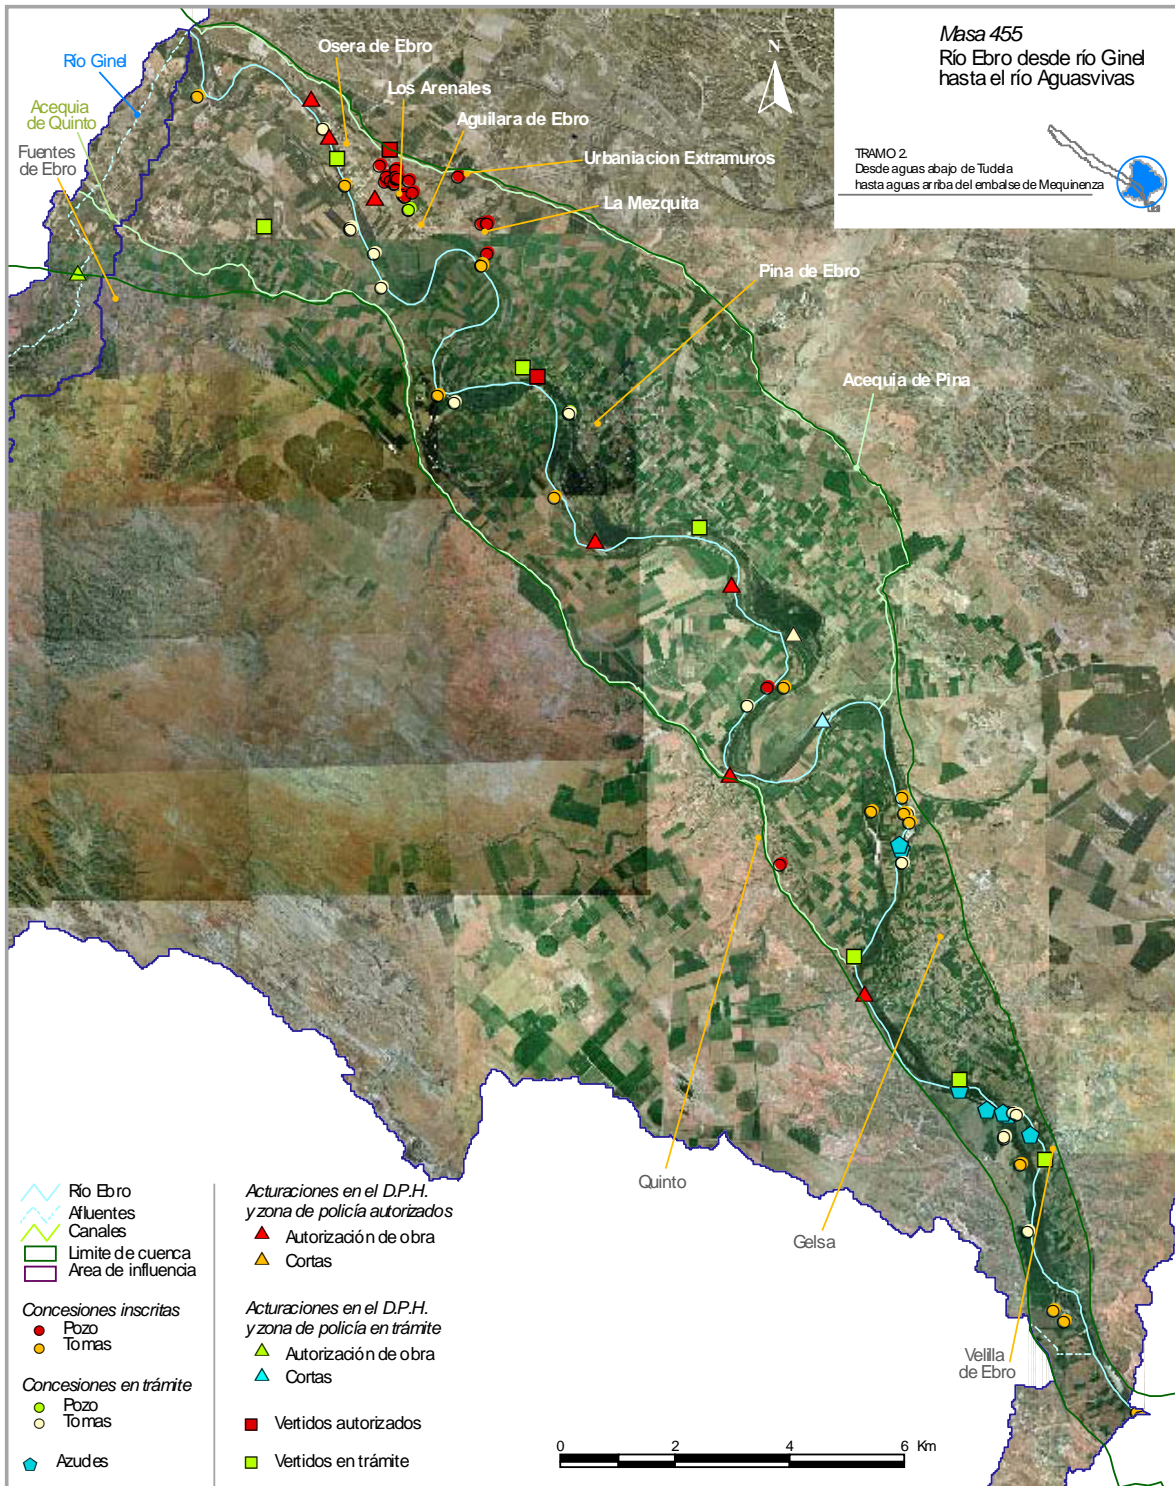 Masa 455
Río Ebro desde río Ginel
hasta el río Aguasvivas
TRAMO 2.
Desde aguas abajo de Tudela
hasta aguas arriba del embalse de Mequinenza
N
Osera de Ebro
Río Ginel
Los Arenales
Acequia
de Quinto
Aguilara de Ebro
Fuentes
de Ebro
Urbaniacion Extramuros
La Mezquita
Pina de Ebro
Acequia de Pina
Quinto
Gelsa
Velilla
de Ebro
Río Ebro
Afluentes
Canales
Limite de cuenca
Area de influencia
Concesiones inscritas
Pozo
Tomas
Concesiones en trámite
Pozo
Tomas
Azudes
Acturaciones en el D.P.H.
y zona de policía autorizados
Autorización de obra
Cortas
Acturaciones en el D.P.H.
y zona de policía en trámite
Autorización de obra
Cortas
Vertidos autorizados
Vertidos en trámite
0 2 4 6 Km